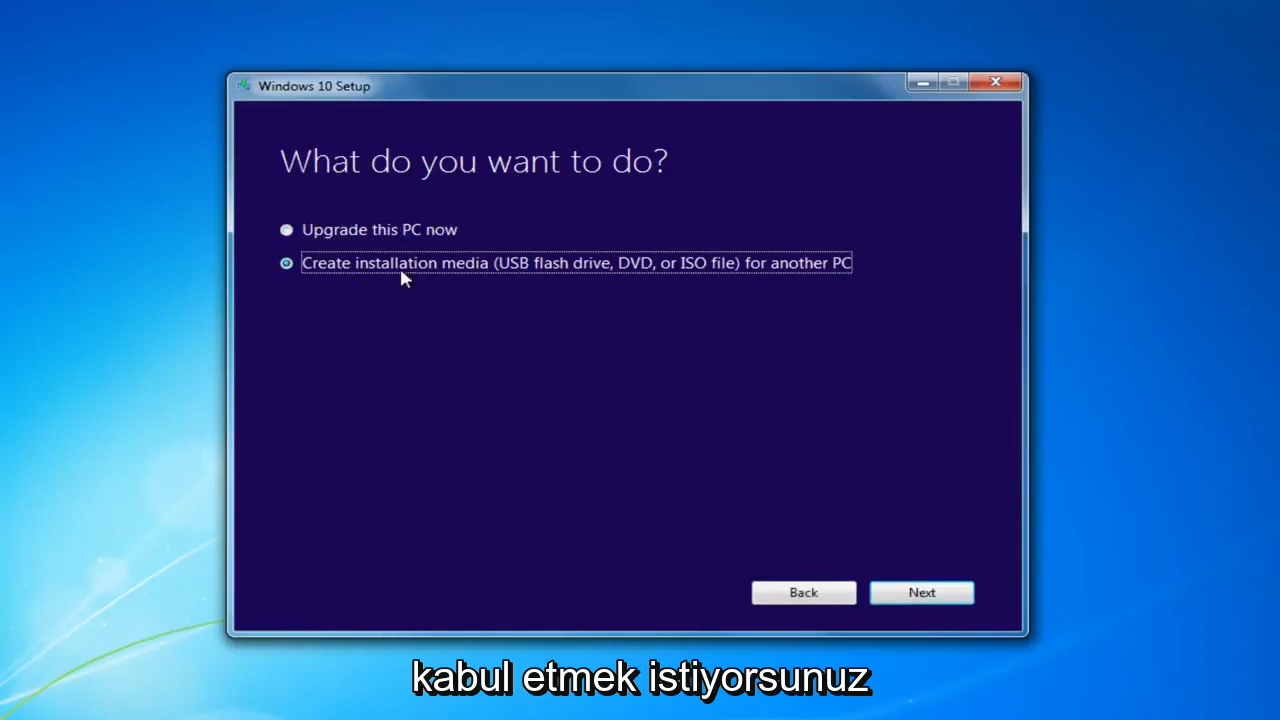 Windows 10 Setup
What do you want to do?
Upgrade this PC now
Create installation media (USB flash drive, DVD, or ISO file) for another PC
Back Next
kabul etmek istiyorsunuz